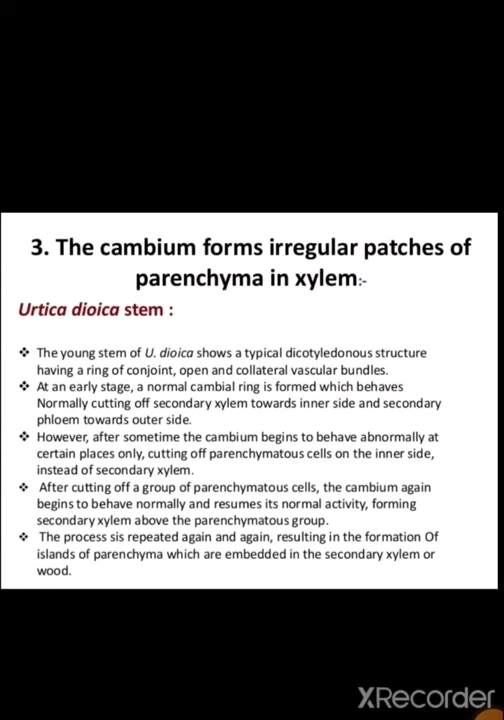 3. The cambium forms irregular patches of
parenchyma in xylem:-
Urtica dioica stem :
❖ The young stem of U. dioica shows a typical dicotyledonous structure
having a ring of conjoint, open and collateral vascular bundles.
❖ At an early stage, a normal cambial ring is formed which behaves
Normally cutting off secondary xylem towards inner side and secondary
phloem towards outer side.
❖ However, after sometime the cambium begins to behave abnormally at
certain places only, cutting off parenchymatous cells on the inner side,
instead of secondary xylem.
❖ After cutting off a group of parenchymatous cells, the cambium again
begins to behave normally and resumes its normal activity, forming
secondary xylem above the parenchymatous group.
❖ The process sis repeated again and again, resulting in the formation Of
islands of parenchyma which are embedded in the secondary xylem or
wood.
XRecorder